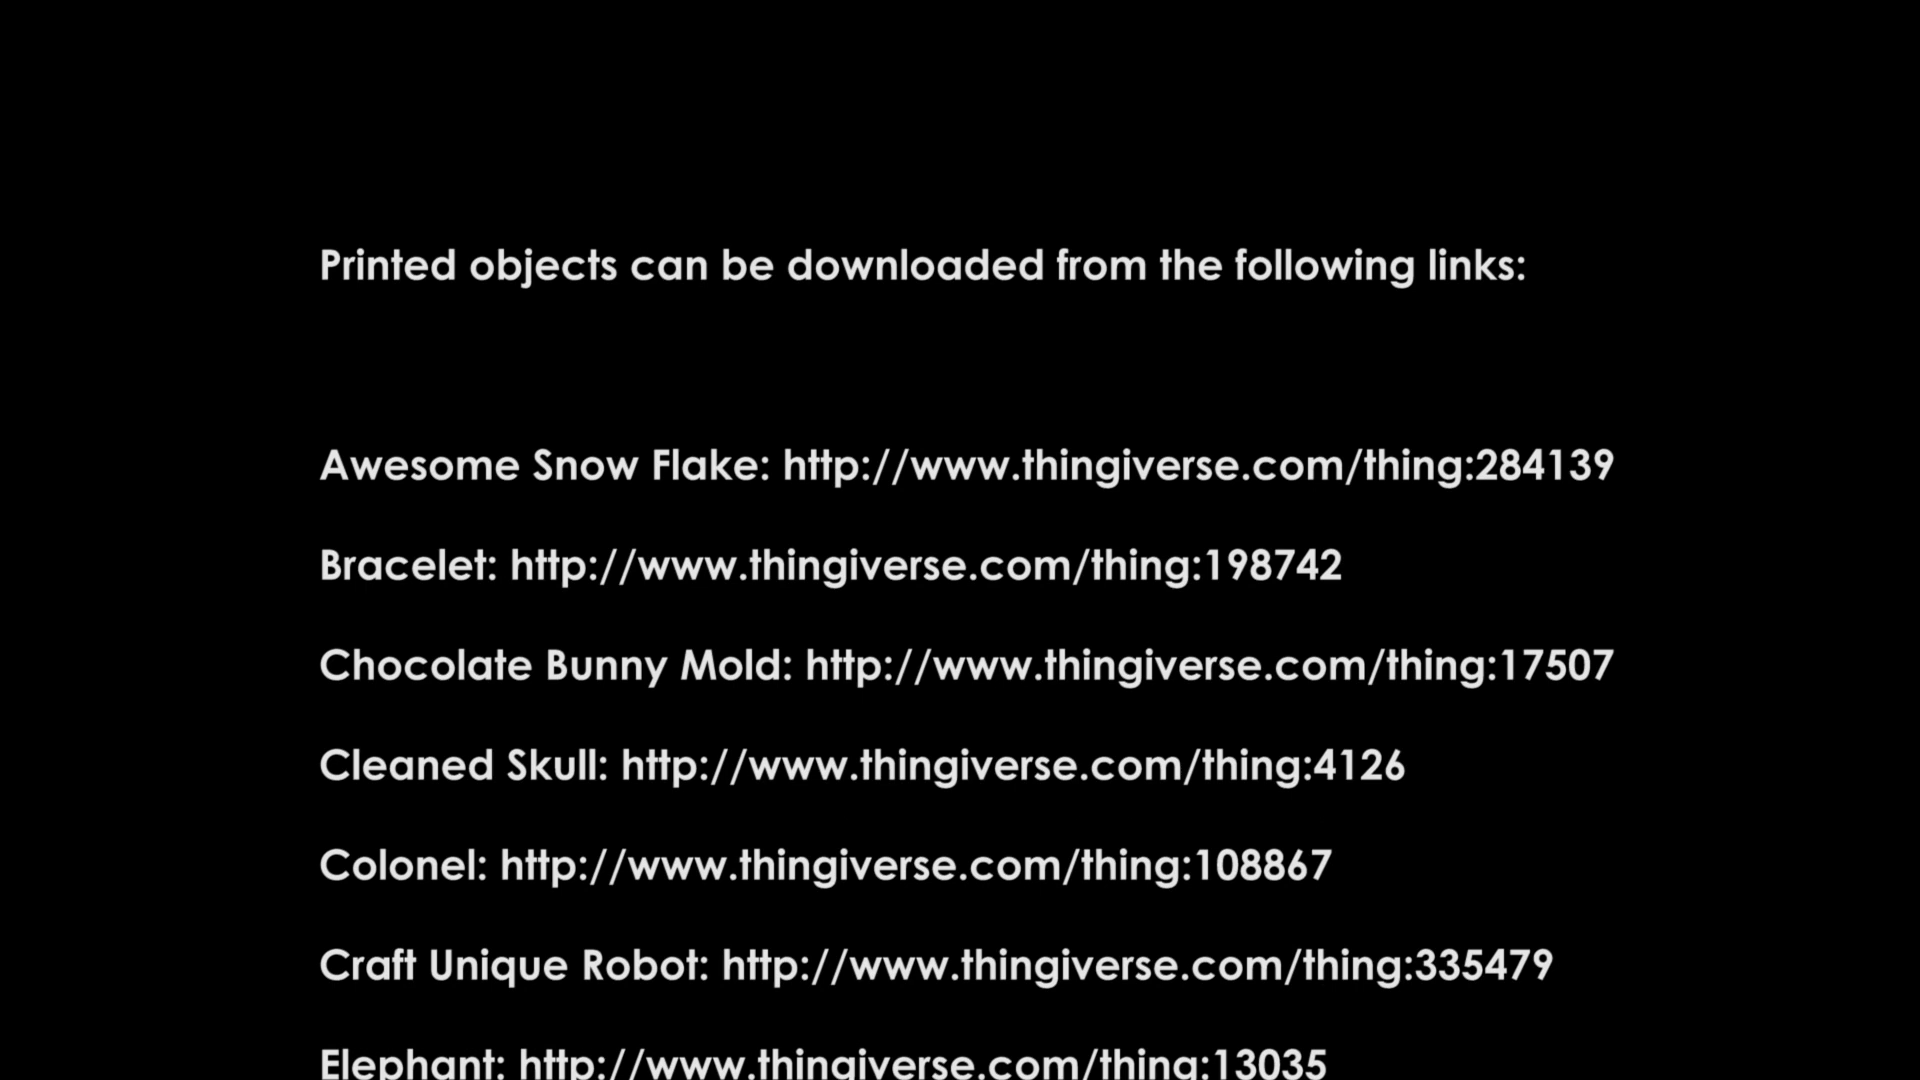 Printed objects can be downloaded from the following links:
Awesome Snow Flake: http://www.thingiverse.com/thing:284139
Bracelet: http://www.thingiverse.com/thing:198742
Chocolate Bunny Mold: http://www.thingiverse.com/thing:17507
Cleaned Skull: http://www.thingiverse.com/thing:4126
Colonel: http://www.thingiverse.com/thing:108867
Craft Unique Robot: http://www.thingiverse.com/thing:335479
Elephant: http://www.thingiverse.com/thing:13035